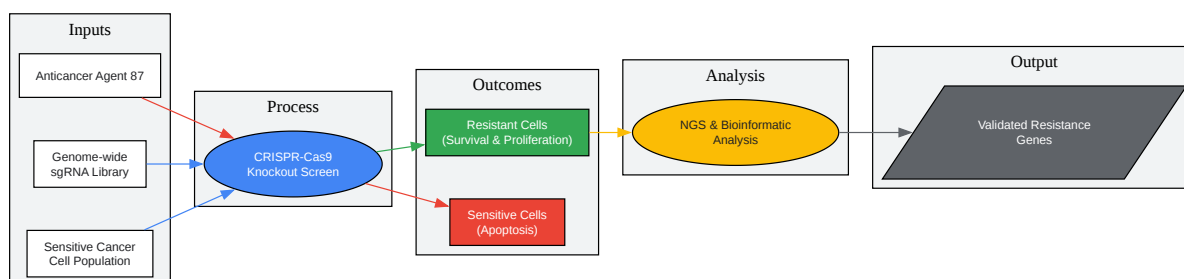 Inputs
Anticancer Agent 87
Genome-wide
sgRNA Library
Sensitive Cancer
Cell Population
Process
CRISPR-Cas9
Knockout Screen
Outcomes
Resistant Cells
(Survival & Proliferation)
Sensitive Cells
(Apoptosis)
Analysis
NGS & Bioinformatic
Analysis
Output
Validated Resistance
Genes